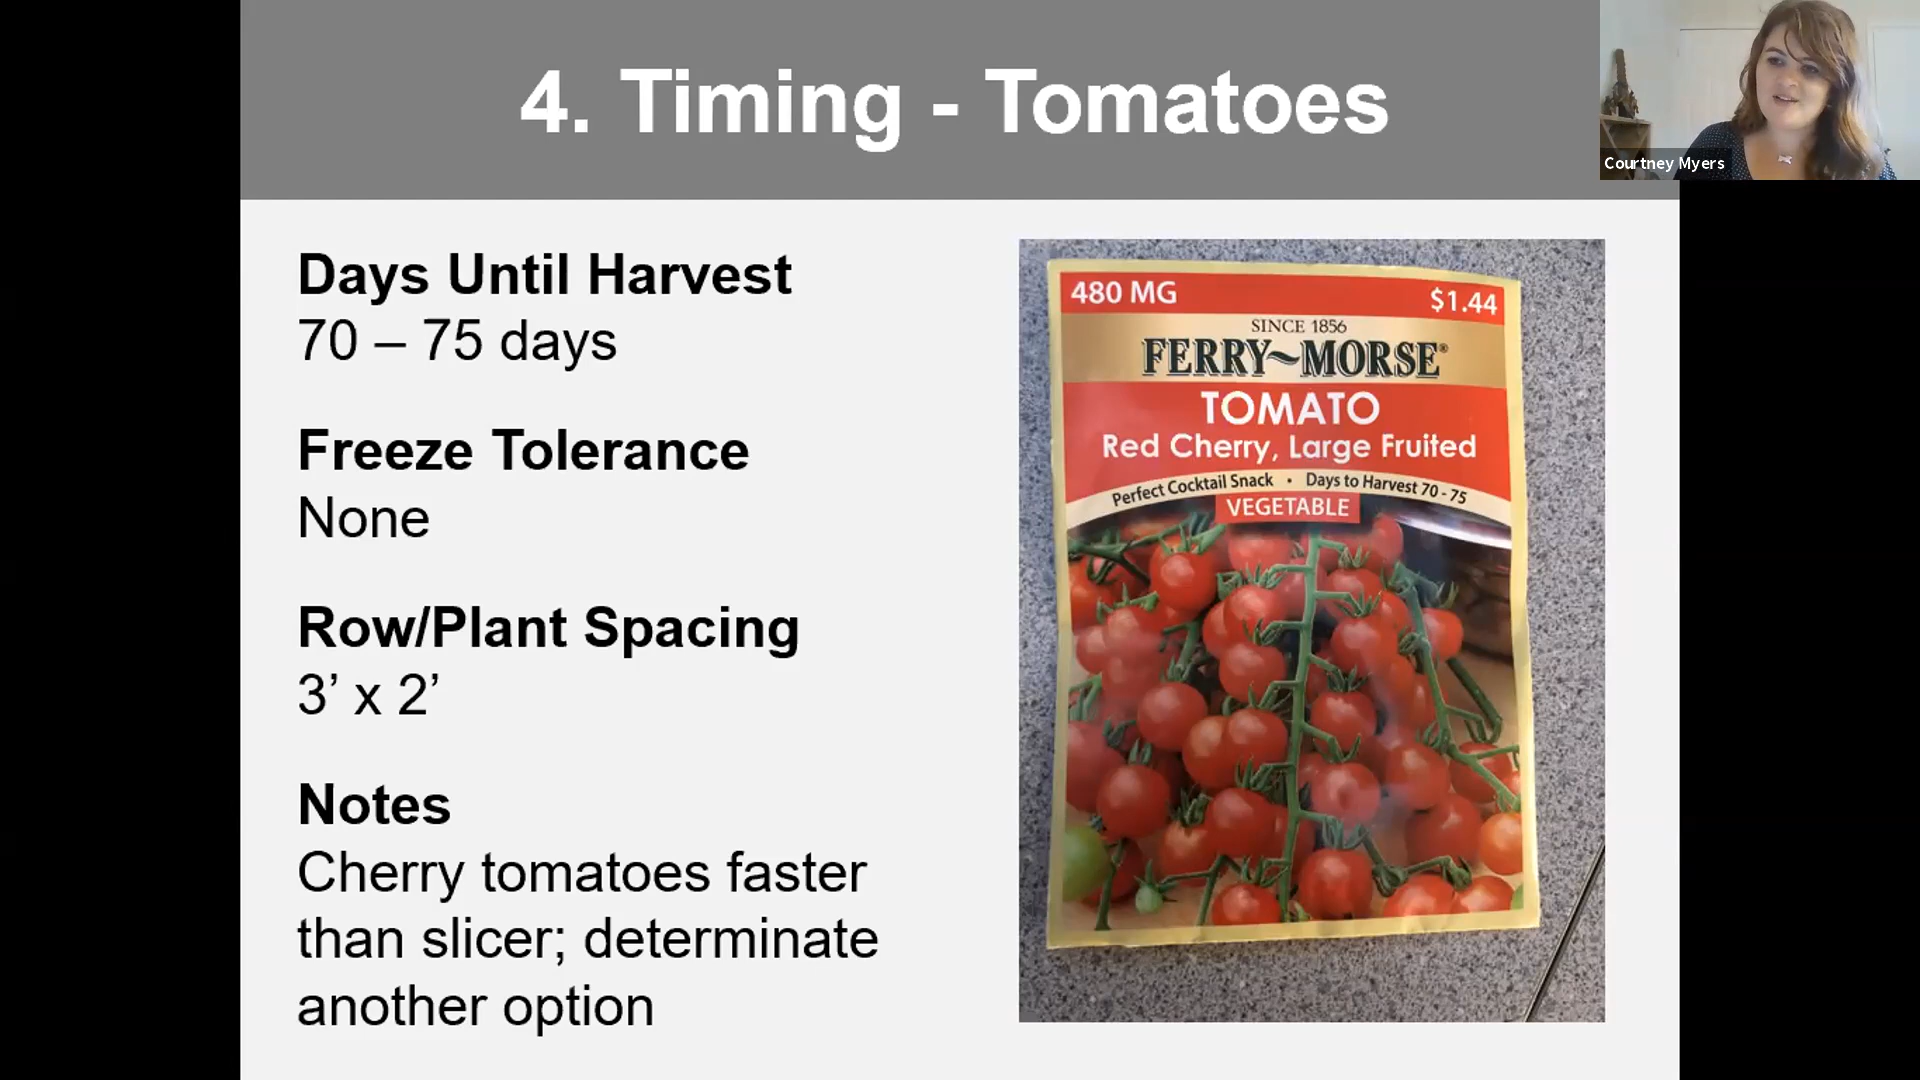 4. Timing - Tomatoes
Courtney Myers
Days Until Harvest
70 – 75 days
Freeze Tolerance
None
Row/Plant Spacing
3’ x 2’
Notes
Cherry tomatoes faster
than slicer; determinate
another option
480 MG
$1.44
SINCE 1856
FERRY~MORSE®
TOMATO
Red Cherry, Large Fruited
Perfect Cocktail Snack • Days to Harvest 70 - 75
VEGETABLE